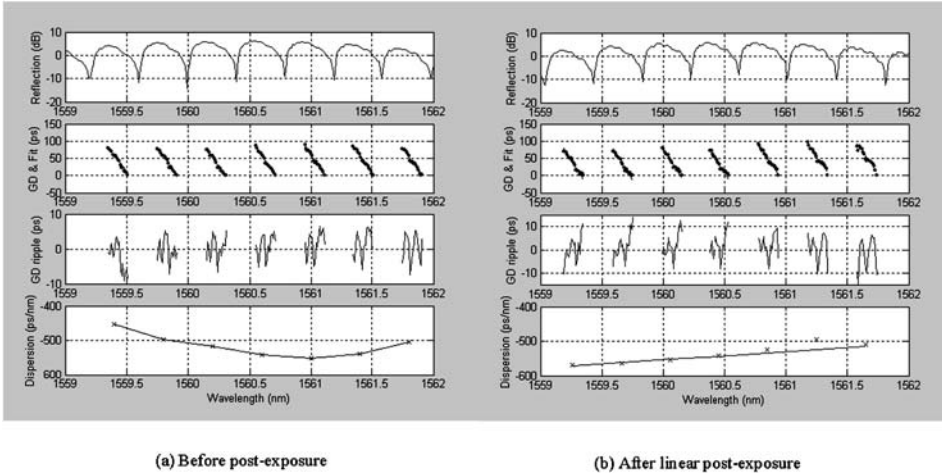 Reflection (dB)
10
0
-10
-20
1559 1559.5 1560 1560.5 1561 1561.5 1562
GD & Fit (ps)
150
100
50
0
50
1559 1559.5 1560 1560.5 1561 1561.5 1562
GD ripple (ps)
10
0
-10
1559 1559.5 1560 1560.5 1561 1561.5 1562
Dispersion (ps/nm)
-400
-500
600
1559 1559.5 1560 1560.5 1561 1561.5 1562
Wavelength (nm)
(a) Before post-exposure
Reflection (dB)
10
0
-10
-20
1559 1559.5 1560 1560.5 1561 1561.5 1562
GD & Fit (ps)
150
100
50
0
50
1559 1559.5 1560 1560.5 1561 1561.5 1562
GD ripple (ps)
20
10
0
-10
1559 1559.5 1560 1560.5 1561 1561.5 1562
Dispersion (ps/nm)
-400
-500
-600
1559 1559.5 1560 1560.5 1561 1561.5 1562
Wavelength (nm)
(b) After linear post-exposure